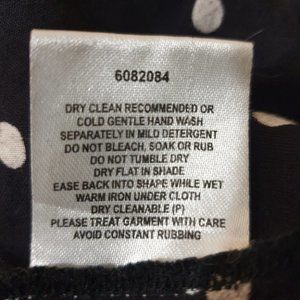 6082084
DRY CLEAN RECOMMENDED OR
COLD GENTLE HAND WASH
SEPARATELY IN MILD DETERGENT
DO NOT BLEACH, SOAK OR RUB
DO NOT TUMBLE DRY
DRY FLAT IN SHADE
EASE BACK INTO SHAPE WHILE WET
WARM IRON UNDER CLOTH
DRY CLEANABLE (P)
PLEASE TREAT GARMENT WITH CARE
AVOID CONSTANT RUBBING